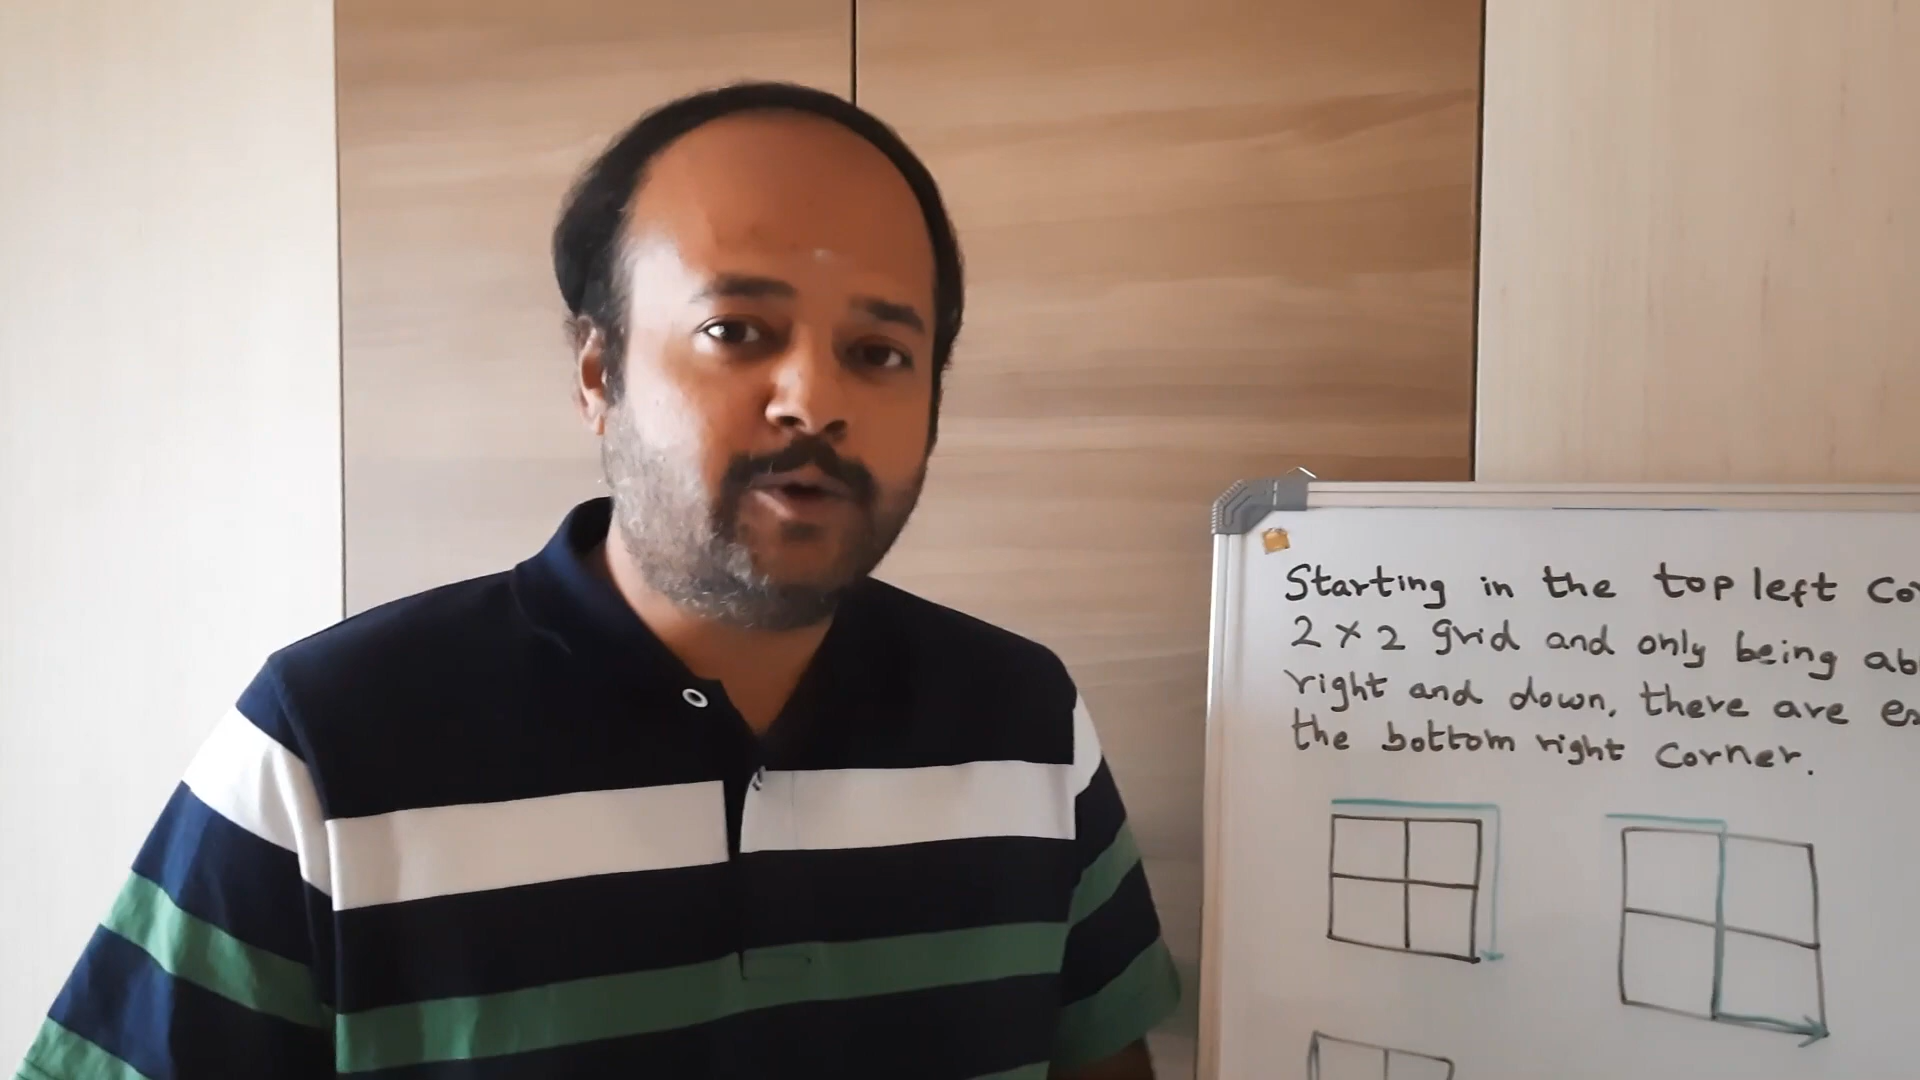 Starting in the top left
2 × 2 grid and only being
right and down, there are
the bottom right corner.